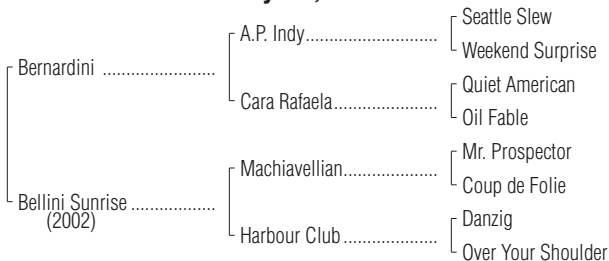 Seattle Slew
A.P. Indy
Weekend Surprise
Bernardini
Quiet American
Cara Rafaela
Oil Fable
Mr. Prospector
Machiavellian
Coup de Folie
Bellini Sunrise
(2002)
Danzig
Harbour Club
Over Your Shoulder